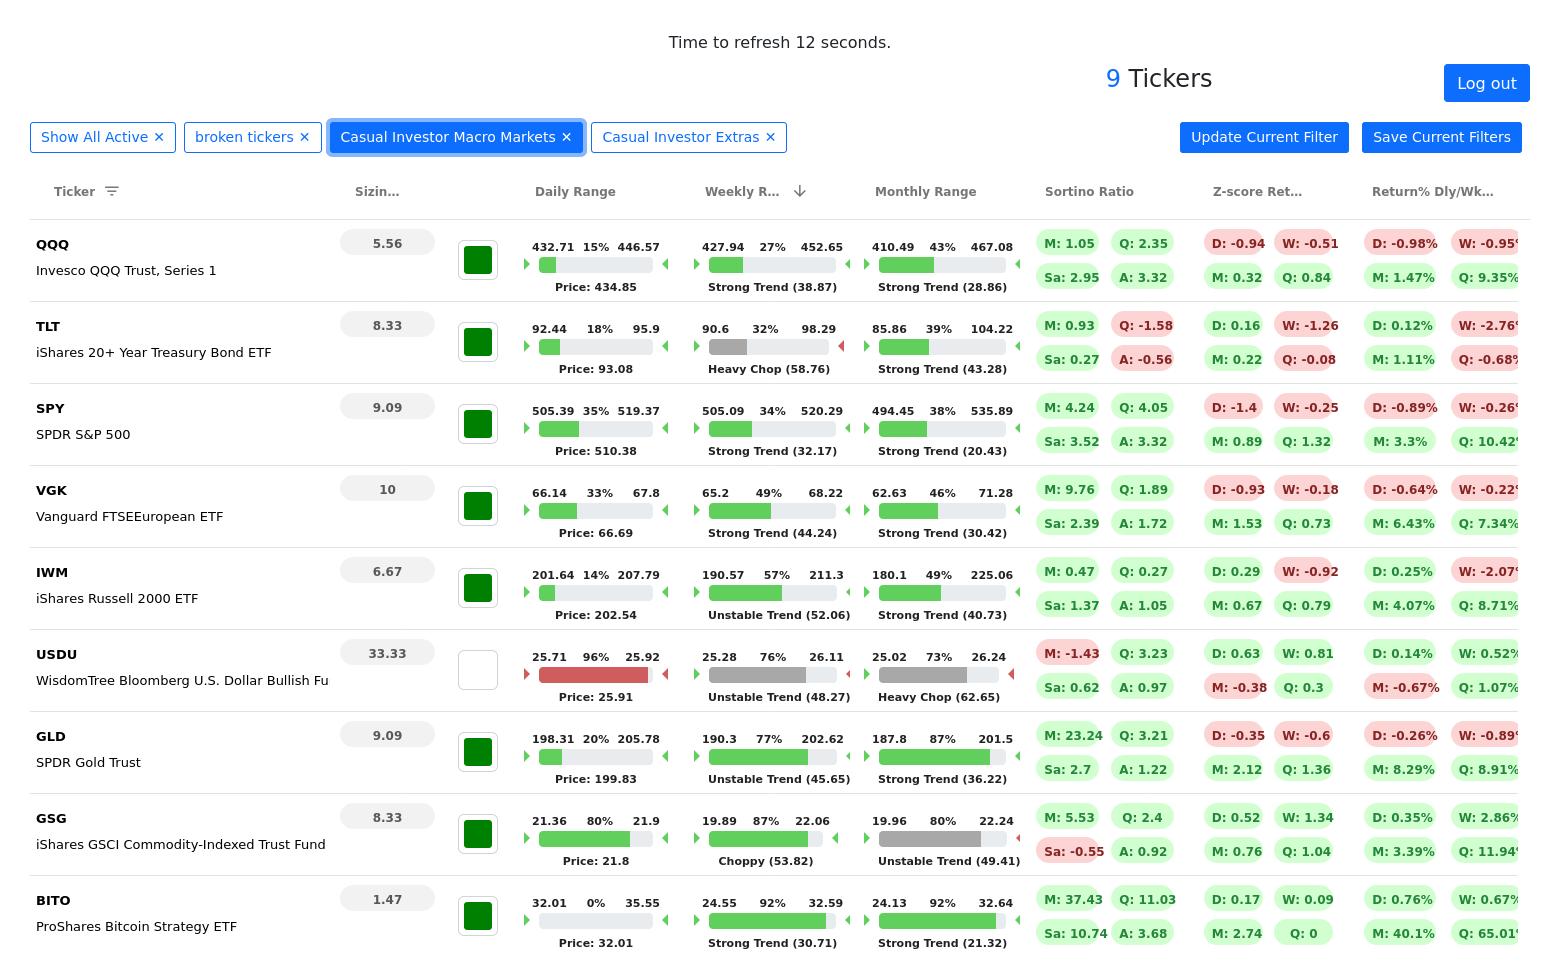 Time to refresh 12 seconds.
9 Tickers
Log out
Show All Active ✕ broken tickers ✕ Casual Investor Macro Markets ✕ Casual Investor Extras ✕ Update Current Filter Save Current Filters
Ticker Sizin... Daily Range Weekly R... Monthly Range Sortino Ratio Z-score Ret... Return% Dly/Wk...
QQQ 5.56 432.71 15% 446.57 427.94 27% 452.65 410.49 43% 467.08 M: 1.05 Q: 2.35 D: -0.94 W: -0.51 D: -0.98% W: -0.95%
Invesco QQQ Trust, Series 1 Price: 434.85 Strong Trend (38.87) Strong Trend (28.86) Sa: 2.95 A: 3.32 M: 0.32 Q: 0.84 M: 1.47% Q: 9.35%
TLT 8.33 92.44 18% 95.9 90.6 32% 98.29 85.86 39% 104.22 M: 0.93 Q: -1.58 D: 0.16 W: -1.26 D: 0.12% W: -2.76%
iShares 20+ Year Treasury Bond ETF Price: 93.08 Heavy Chop (58.76) Strong Trend (43.28) Sa: 0.27 A: -0.56 M: 0.22 Q: -0.08 M: 1.11% Q: -0.68%
SPY 9.09 505.39 35% 519.37 505.09 34% 520.29 494.45 38% 535.89 M: 4.24 Q: 4.05 D: -1.4 W: -0.25 D: -0.89% W: -0.26%
SPDR S&P 500 Price: 510.38 Strong Trend (32.17) Strong Trend (20.43) Sa: 3.52 A: 3.32 M: 0.89 Q: 1.32 M: 3.3% Q: 10.42%
VGK 10 66.14 33% 67.8 65.2 49% 68.22 62.63 46% 71.28 M: 9.76 Q: 1.89 D: -0.93 W: -0.18 D: -0.64% W: -0.22%
Vanguard FTSEEuropean ETF Price: 66.69 Strong Trend (44.24) Strong Trend (30.42) Sa: 2.39 A: 1.72 M: 1.53 Q: 0.73 M: 6.43% Q: 7.34%
IWM 6.67 201.64 14% 207.79 190.57 57% 211.3 180.1 49% 225.06 M: 0.47 Q: 0.27 D: 0.29 W: -0.92 D: 0.25% W: -2.07%
iShares Russell 2000 ETF Price: 202.54 Unstable Trend (52.06) Strong Trend (40.73) Sa: 1.37 A: 1.05 M: 0.67 Q: 0.79 M: 4.07% Q: 8.71%
USDU 33.33 25.71 96% 25.92 25.28 76% 26.11 25.02 73% 26.24 M: -1.43 Q: 3.23 D: 0.63 W: 0.81 D: 0.14% W: 0.52%
WisdomTree Bloomberg U.S. Dollar Bullish Fu Price: 25.91 Unstable Trend (48.27) Heavy Chop (62.65) Sa: 0.62 A: 0.97 M: -0.38 Q: 0.3 M: -0.67% Q: 1.07%
GLD 9.09 198.31 20% 205.78 190.3 77% 202.62 187.8 87% 201.5 M: 23.24 Q: 3.21 D: -0.35 W: -0.6 D: -0.26% W: -0.89%
SPDR Gold Trust Price: 199.83 Unstable Trend (45.65) Strong Trend (36.22) Sa: 2.7 A: 1.22 M: 2.12 Q: 1.36 M: 8.29% Q: 8.91%
GSG 8.33 21.36 80% 21.9 19.89 87% 22.06 19.96 80% 22.24 M: 5.53 Q: 2.4 D: 0.52 W: 1.34 D: 0.35% W: 2.86%
iShares GSCI Commodity-Indexed Trust Fund Price: 21.8 Choppy (53.82) Unstable Trend (49.41) Sa: -0.55 A: 0.92 M: 0.76 Q: 1.04 M: 3.39% Q: 11.94%
BITO 1.47 32.01 0% 35.55 24.55 92% 32.59 24.13 92% 32.64 M: 37.43 Q: 11.03 D: 0.17 W: 0.09 D: 0.76% W: 0.67%
ProShares Bitcoin Strategy ETF Price: 32.01 Strong Trend (30.71) Strong Trend (21.32) Sa: 10.74 A: 3.68 M: 2.74 Q: 0 M: 40.1% Q: 65.01%